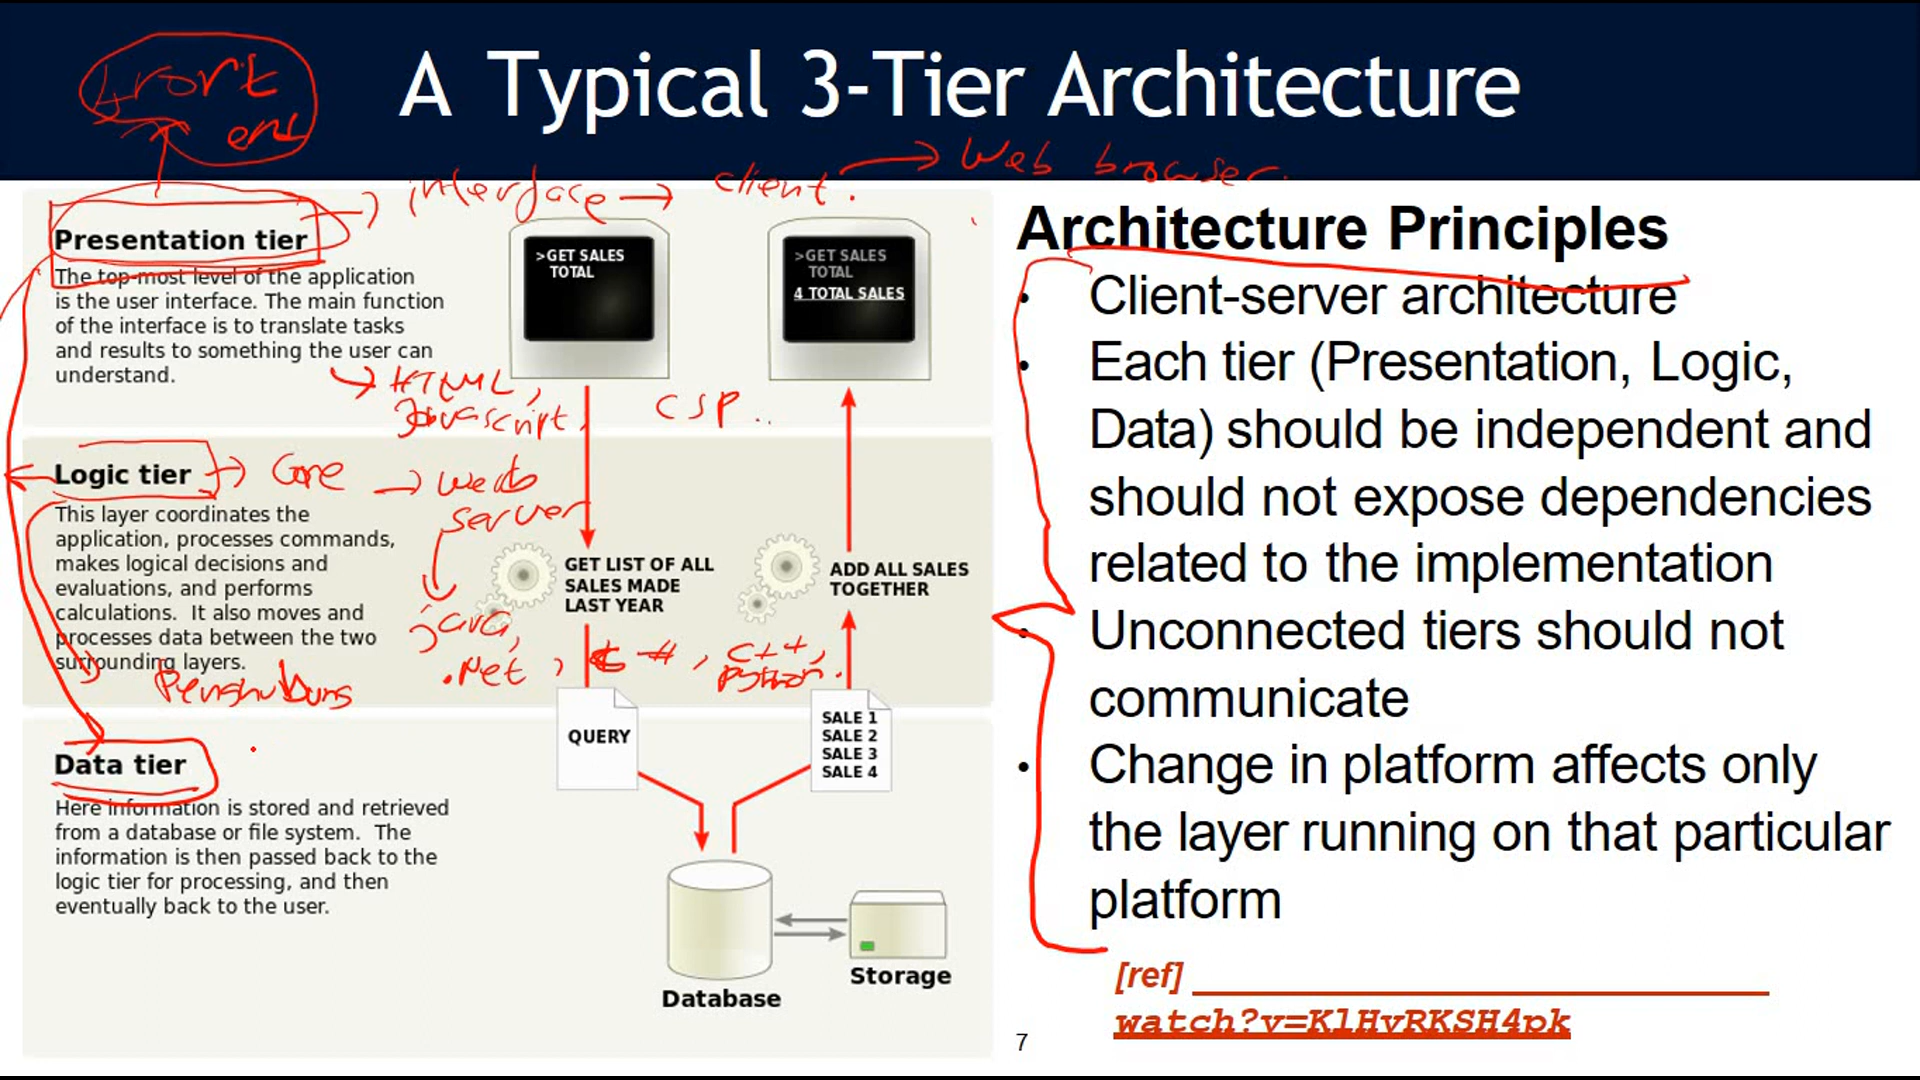 front
end
A Typical 3-Tier Architecture
interface → client. → Web browser.
Presentation tier
The top-most level of the application
is the user interface. The main function
of the interface is to translate tasks
and results to something the user can
understand.
→ HTML,
Javascript,
CSP..
>GET SALES
TOTAL
>GET SALES
TOTAL
4 TOTAL SALES
Logic tier
→ Core → web
server
This layer coordinates the
application, processes commands,
makes logical decisions and
evaluations, and performs
calculations. It also moves and
processes data between the two
surrounding layers.
java,
.Net, C#, C++,
python.
GET LIST OF ALL
SALES MADE
LAST YEAR
ADD ALL SALES
TOGETHER
QUERY
SALE 1
SALE 2
SALE 3
SALE 4
Data tier
Here information is stored and retrieved
from a database or file system. The
information is then passed back to the
logic tier for processing, and then
eventually back to the user.
Database
Storage
Architecture Principles
• Client-server architecture
• Each tier (Presentation, Logic,
Data) should be independent and
should not expose dependencies
related to the implementation
• Unconnected tiers should not
communicate
• Change in platform affects only
the layer running on that particular
platform
[ref]
watch?v=KlHvRKSH4pk
7